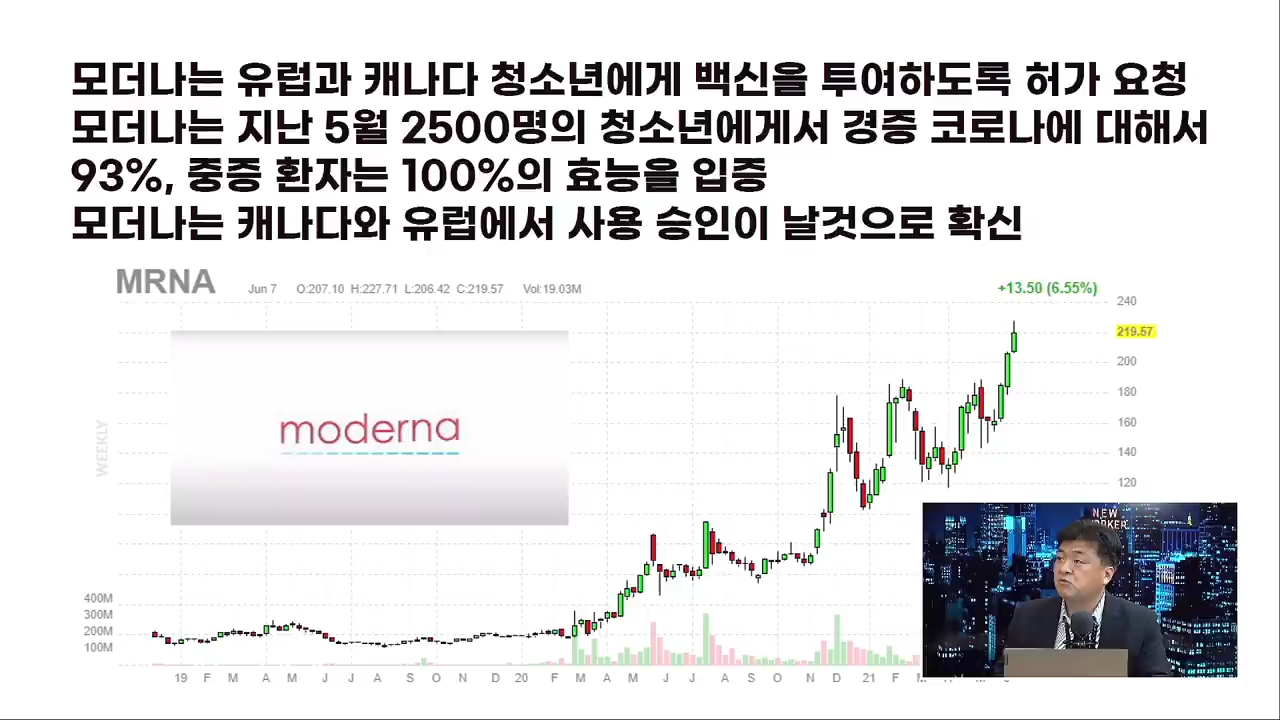 모더나는 유럽과 캐나다 청소년에게 백신을 투여하도록 허가 요청
모더나는 지난 5월 2500명의 청소년에게서 경증 코로나에 대해서
93%, 중증 환자는 100%의 효능을 입증
모더나는 캐나다와 유럽에서 사용 승인이 날것으로 확신
MRNA Jun 7 O:207.10 H:227.71 L:206.42 C:219.57 Vol:19.03M +13.50 (6.55%)
240
219.57
200
180
160
140
120
moderna
WEEKLY
NEW
400M
300M
200M
100M
19 F M A M J J A S O N D 20 F M A M J J A S O N D 21 F